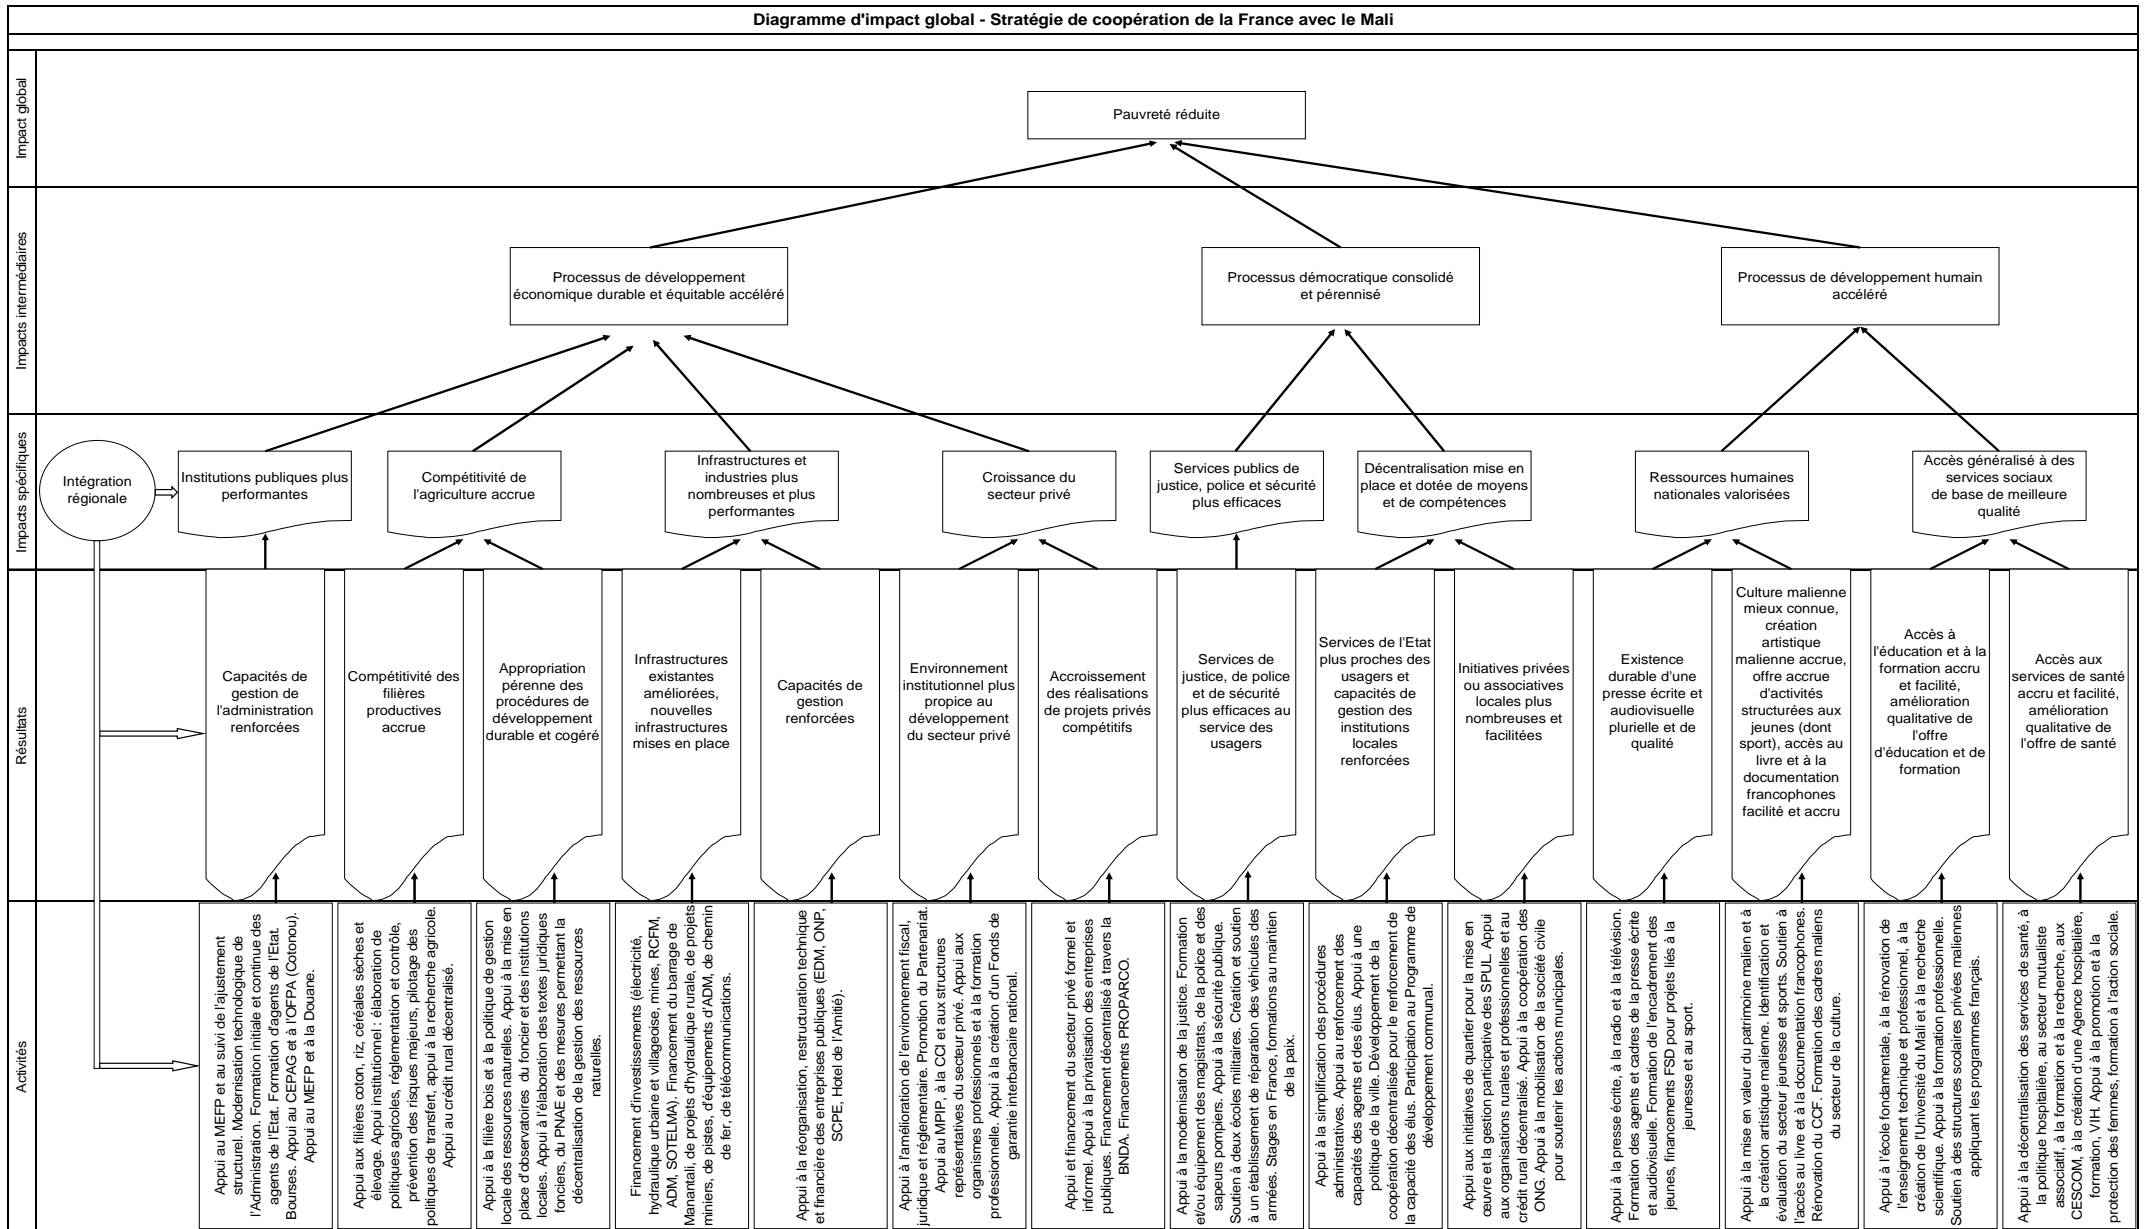 Diagramme d'impact global - Stratégie de coopération de la France avec le Mali
Impact global
Pauvreté réduite
Impacts intermédiaires
Processus de développement
économique durable et équitable accéléré
Processus démocratique consolidé
et pérennisé
Processus de développement humain
accéléré
Impacts spécifiques
Intégration
régionale
Institutions publiques plus
performantes
Compétitivité de
l'agriculture accrue
Infrastructures et
industries plus
nombreuses et plus
performantes
Croissance du
secteur privé
Services publics de
justice, police et sécurité
plus efficaces
Décentralisation mise en
place et dotée de moyens
et de compétences
Ressources humaines
nationales valorisées
Accès généralisé à des
services sociaux
de base de meilleure
qualité
Résultats
Capacités de
gestion de
l'administration
renforcées
Compétitivité des
filières
productives
accrue
Appropriation
pérenne des
procédures de
développement
durable et cogéré
Infrastructures
existantes
améliorées,
nouvelles
infrastructures
mises en place
Capacités de
gestion
renforcées
Environnement
institutionnel plus
propice au
développement
du secteur privé
Accroissement
des réalisations
de projets privés
compétitifs
Services de
justice, de police
et de sécurité
plus efficaces au
service des
usagers
Services de l'Etat
plus proches des
usagers et
capacités de
gestion des
institutions
locales
renforcées
Initiatives privées
ou associatives
locales plus
nombreuses et
facilitées
Existence
durable d'une
presse écrite et
audiovisuelle
plurielle et de
qualité
Culture malienne
mieux connue,
création
artistique
malienne accrue,
offre accrue
d'activités
structurées aux
jeunes (dont
sport), accès au
livre et à la
documentation
francophones
facilité et accru
Accès à
l'éducation et à la
formation accru
et facilité,
amélioration
qualitative de
l'offre
d'éducation et de
formation
Accès aux
services de santé
accru et facilité,
amélioration
qualitative de
l'offre de santé
Activités
Appui au MEFP et au suivi de l'ajustement
structurel. Modernisation technologique de
l'Administration. Formation initiale et continue des
agents de l'Etat. Formation d'agents de l'Etat.
Bourses. Appui au CEPAG et à l'OFPA (Cotonou).
Appui au MEFP et à la Douane.
Appui aux filières coton, riz, céréales sèches et
élevage. Appui institutionnel : élaboration de
politiques agricoles, réglementation et contrôle,
prévention des risques majeurs, pilotage des
politiques de transfert, appui à la recherche agricole.
Appui au crédit rural décentralisé.
Appui à la filière bois et à la politique de gestion
locale des ressources naturelles. Appui à la mise en
place d'observatoires du foncier et des institutions
locales. Appui à l'élaboration des textes juridiques
fonciers, du PNAE et des mesures permettant la
décentralisation de la gestion des ressources
naturelles.
Financement d'investissements (électricité,
hydraulique urbaine et villageoise, mines, RCFM,
ADM, SOTELMA). Financement du barrage de
Manantali, de projets d'hydraulique rurale, de projets
miniers, de pistes, d'équipements d'ADM, de chemin
de fer, de télécommunications.
Appui à la réorganisation, restructuration technique
et financière des entreprises publiques (EDM, ONP,
SCPE, Hotel de l'Amitié).
Appui à l'amélioration de l'environnement fiscal,
juridique et réglementaire. Promotion du Partenariat.
Appui au MPIP, à la CCI et aux structures
représentatives du secteur privé. Appui aux
organismes professionnels et à la formation
professionnelle. Appui à la création d'un Fonds de
garantie interbancaire national.
Appui et financement du secteur privé formel et
informel. Appui à la privatisation des entreprises
publiques. Financement décentralisé à travers la
BNDA. Financements PROPARCO.
Appui à la modernisation de la justice. Formation
et/ou équipement des magistrats, de la police et des
sapeurs pompiers. Appui à la sécurité publique.
Soutien à deux écoles militaires. Création et soutien
à un établissement de réparation des véhicules des
armées. Stages en France, formations au maintien
de la paix.
Appui à la simplification des procédures
administratives. Appui au renforcement des
capacités des agents et des élus. Appui à une
politique de la ville. Développement de la
coopération décentralisée pour le renforcement de
la capacité des élus. Participation au Programme de
développement communal.
Appui aux initiatives de quartier pour la mise en
œuvre et la gestion participative des SPUL. Appui
aux organisations rurales et professionnelles et au
crédit rural décentralisé. Appui à la coopération des
ONG. Appui à la mobilisation de la société civile
pour soutenir les actions municipales.
Appui à la presse écrite, à la radio et à la télévision.
Formation des agents et cadres de la presse écrite
et audiovisuelle. Formation de l'encadrement des
jeunes, financements FSD pour projets liés à la
jeunesse et au sport.
Appui à la mise en valeur du patrimoine malien et à
la création artistique malienne. Identification et
évaluation du secteur jeunesse et sports. Soutien à
l'accès au livre et à la documentation francophones.
Rénovation du CCF. Formation des cadres maliens
du secteur de la culture.
Appui à l'école fondamentale, à la rénovation de
l'enseignement technique et professionnel, à la
création de l'Université du Mali et à la recherche
scientifique. Appui à la formation professionnelle.
Soutien à des structures scolaires privées maliennes
appliquant les programmes français.
Appui à la décentralisation des services de santé, à
la politique hospitalière, au secteur mutualiste
associatif, à la formation et à la recherche, aux
CESCOM, à la création d'une Agence hospitalière,
formation, VIH. Appui à la promotion et à la
protection des femmes, formation à l'action sociale.